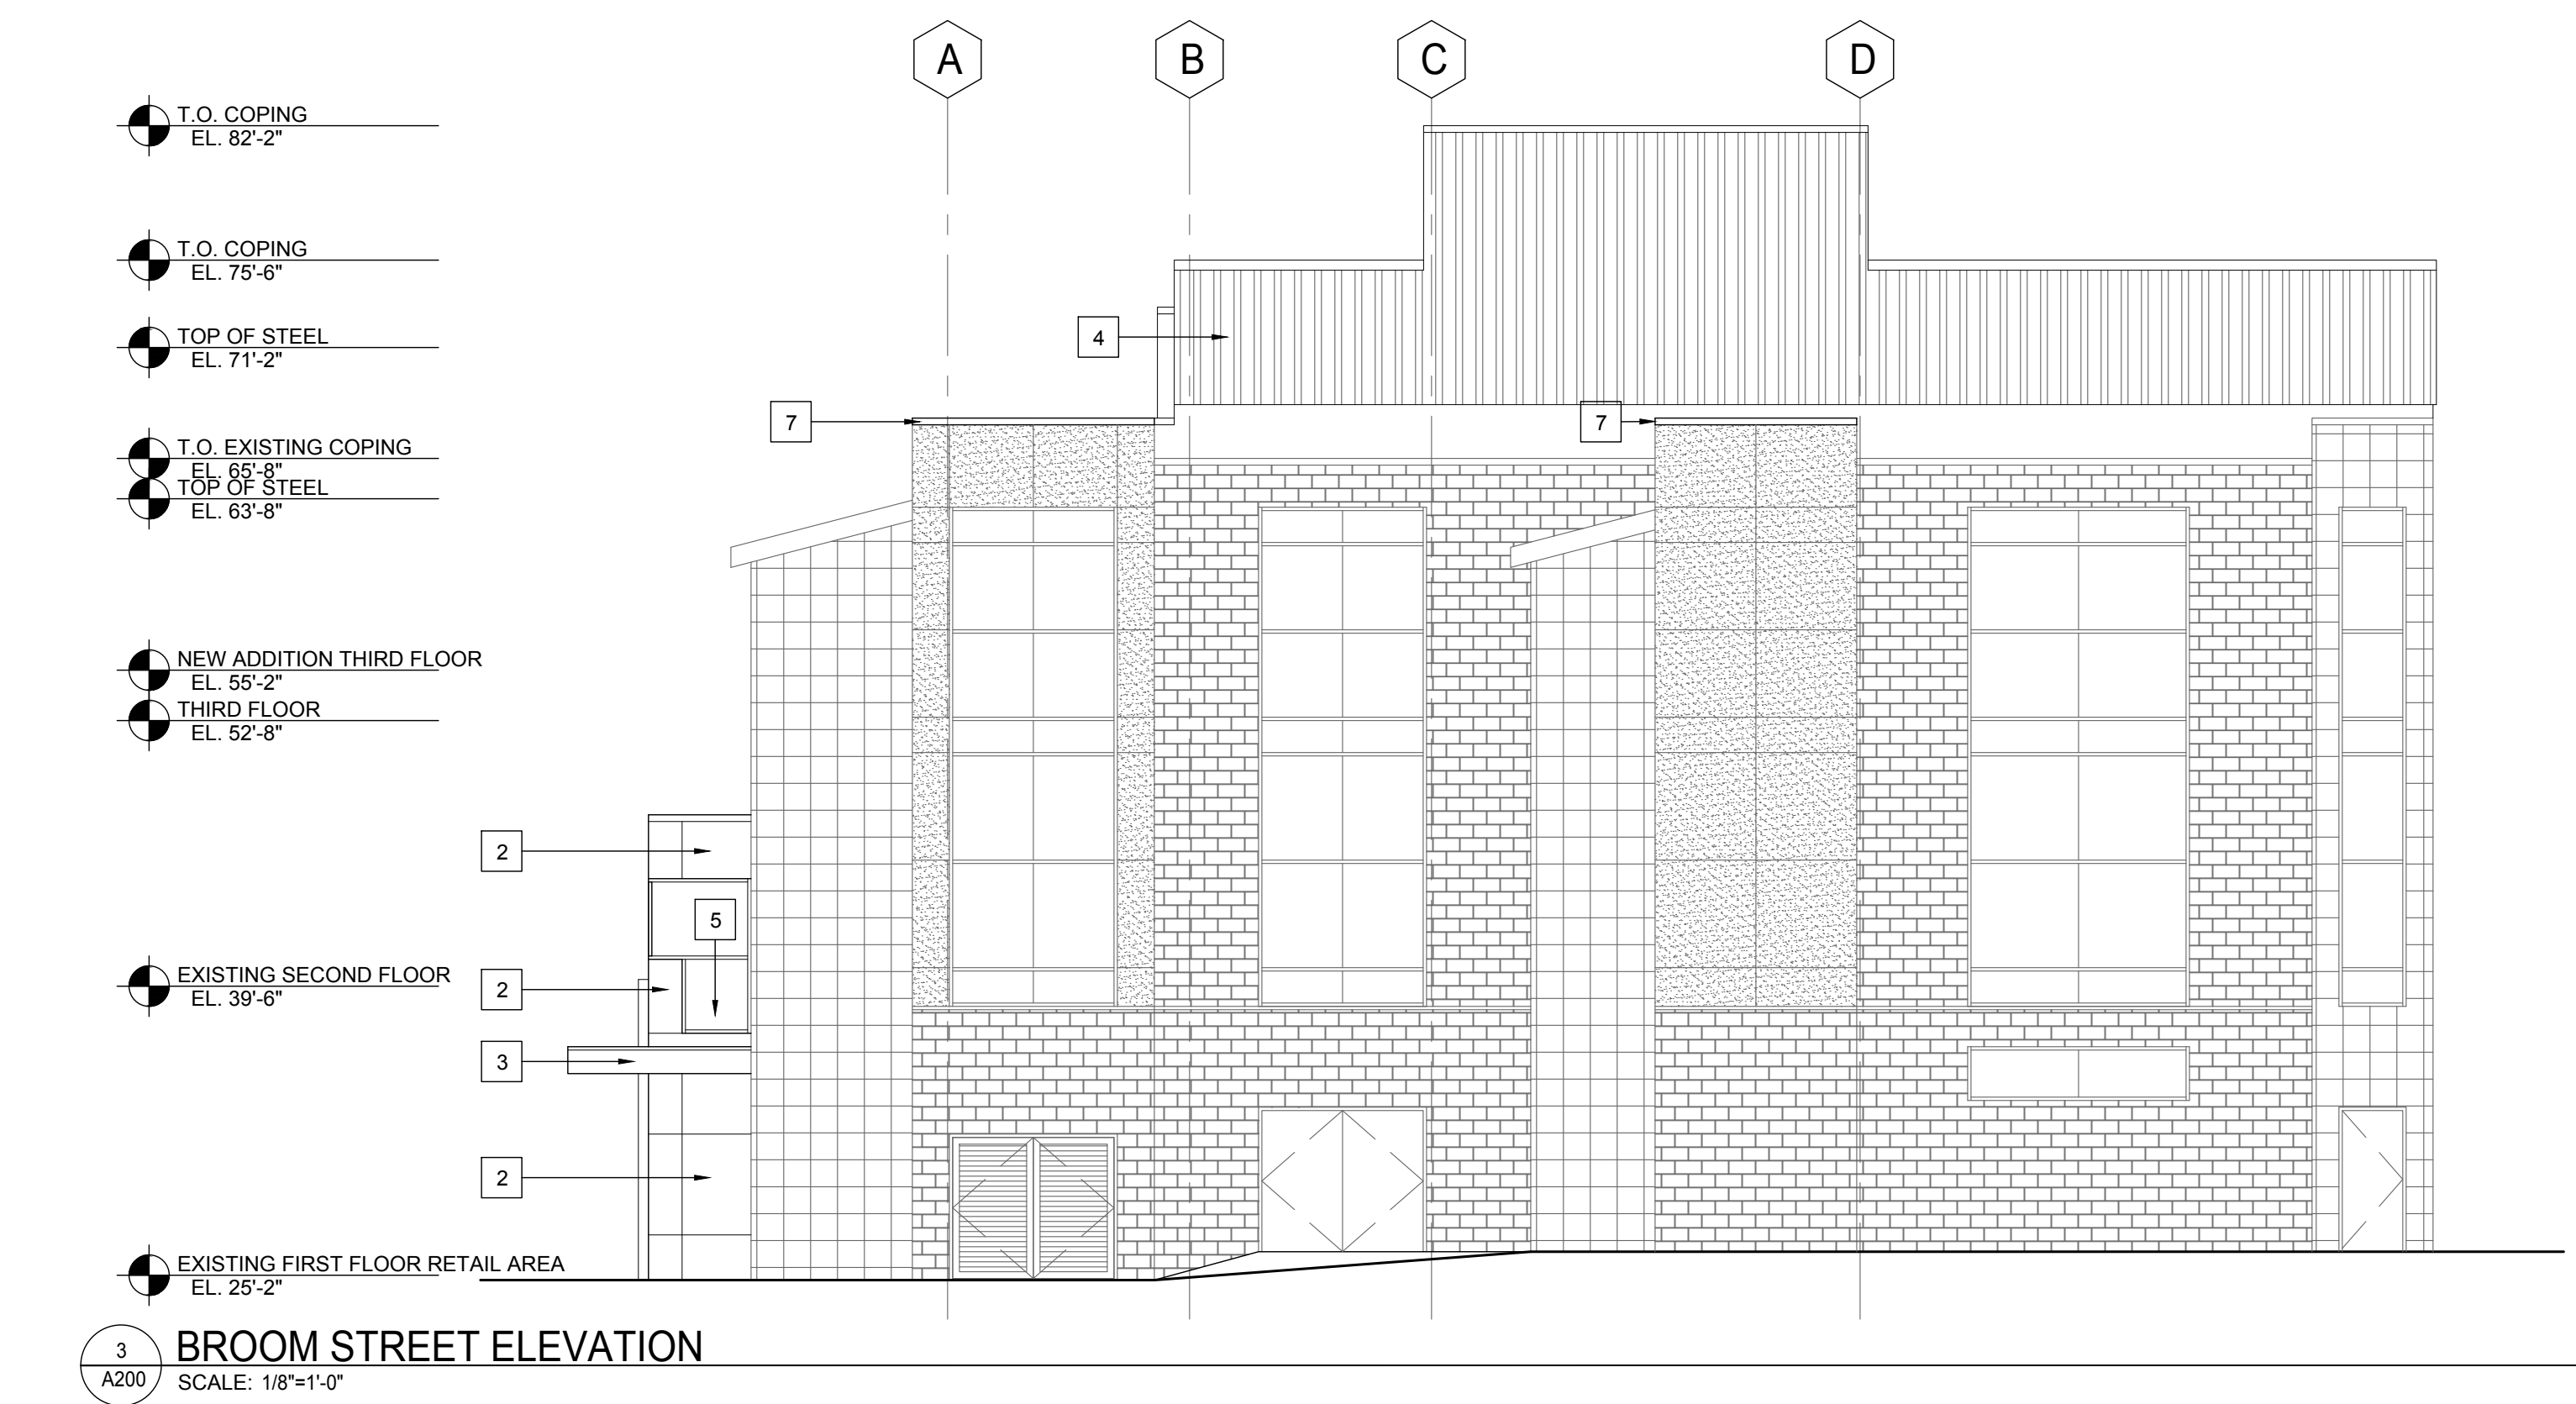 A
B
C
D
T.O. COPING
EL. 82'-2"
T.O. COPING
EL. 75'-6"
TOP OF STEEL
EL. 71'-2"
4
7
7
T.O. EXISTING COPING
EL. 65'-8"
TOP OF STEEL
EL. 63'-8"
NEW ADDITION THIRD FLOOR
EL. 55'-2"
THIRD FLOOR
EL. 52'-8"
2
5
EXISTING SECOND FLOOR
EL. 39'-6"
2
3
2
EXISTING FIRST FLOOR RETAIL AREA
EL. 25'-2"
3
A200
BROOM STREET ELEVATION
SCALE: 1/8"=1'-0"